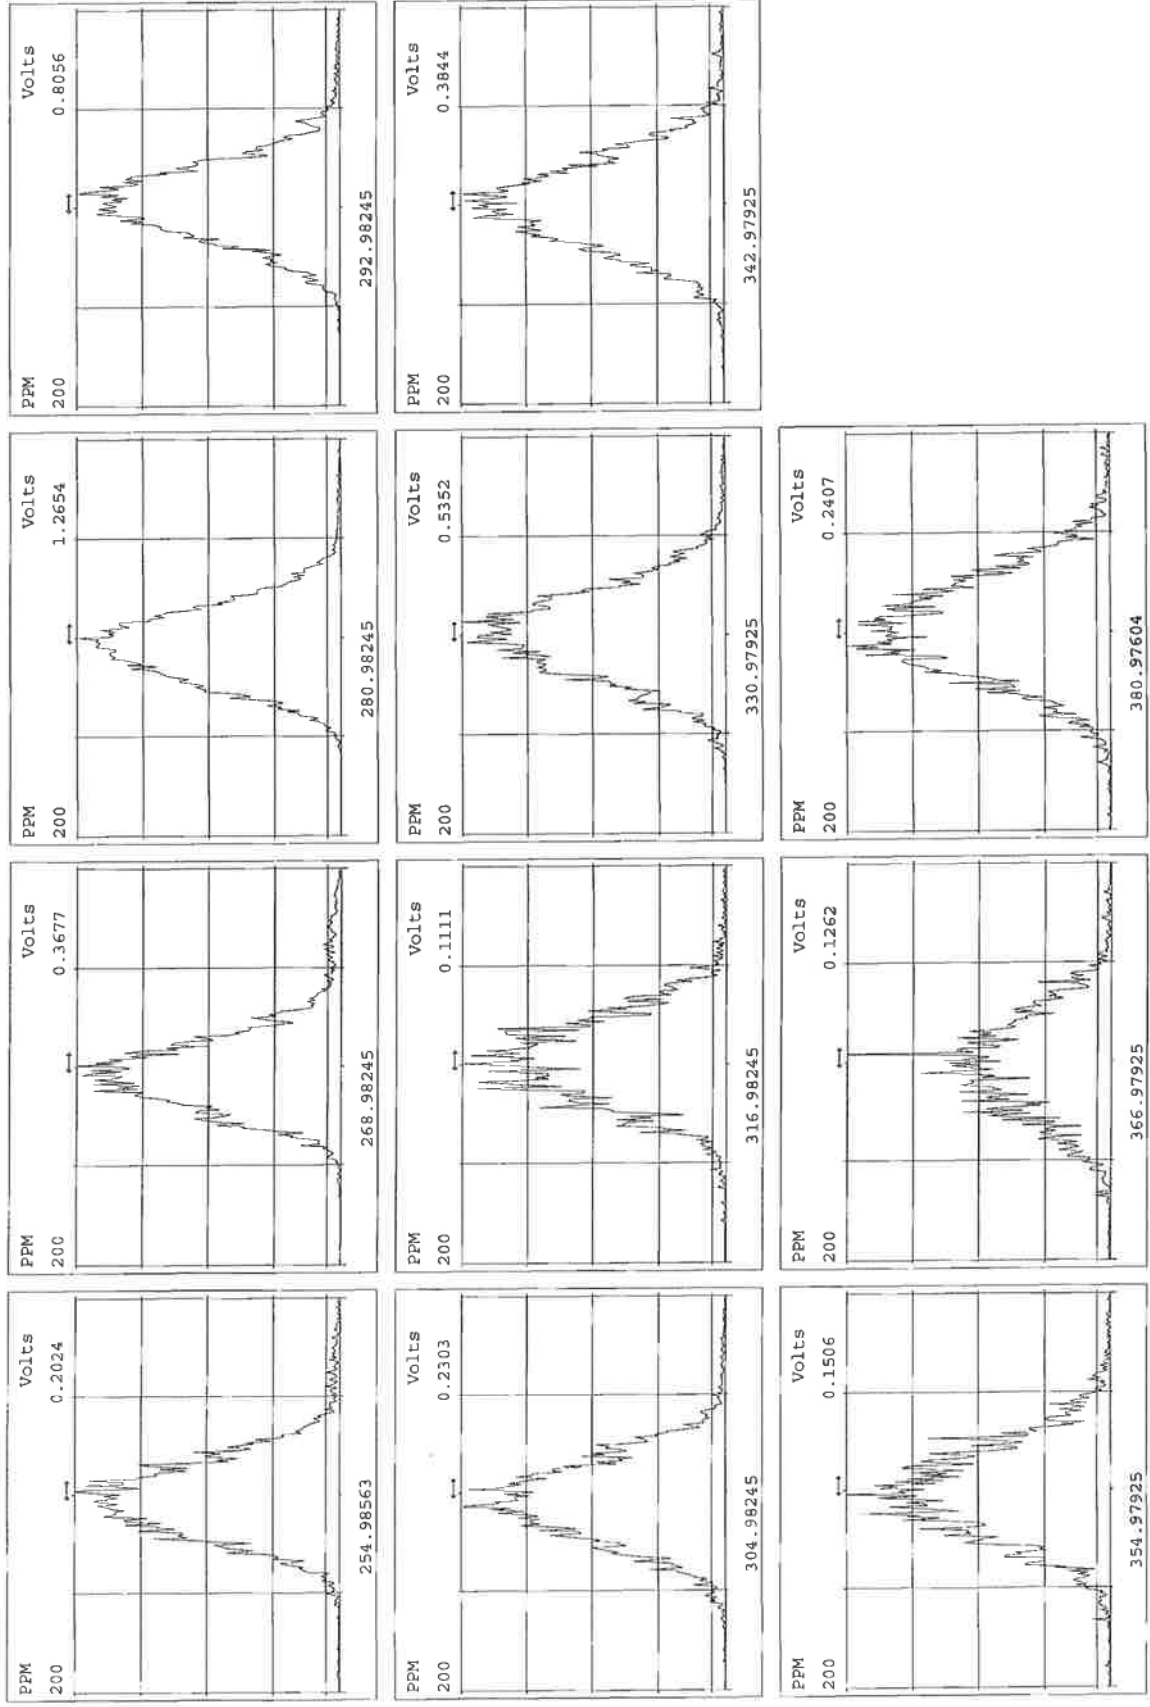 PPM Volts
200 0.2024
254.98563
PPM Volts
200 0.3677
268.98245
PPM Volts
200 1.2654
280.98245
PPM Volts
200 0.8056
292.98245
PPM Volts
200 0.2303
304.98245
PPM Volts
200 0.1111
316.98245
PPM Volts
200 0.5352
330.97925
PPM Volts
200 0.3844
342.97925
PPM Volts
200 0.1506
354.97925
PPM Volts
200 0.1262
366.97925
PPM Volts
200 0.2407
380.97604